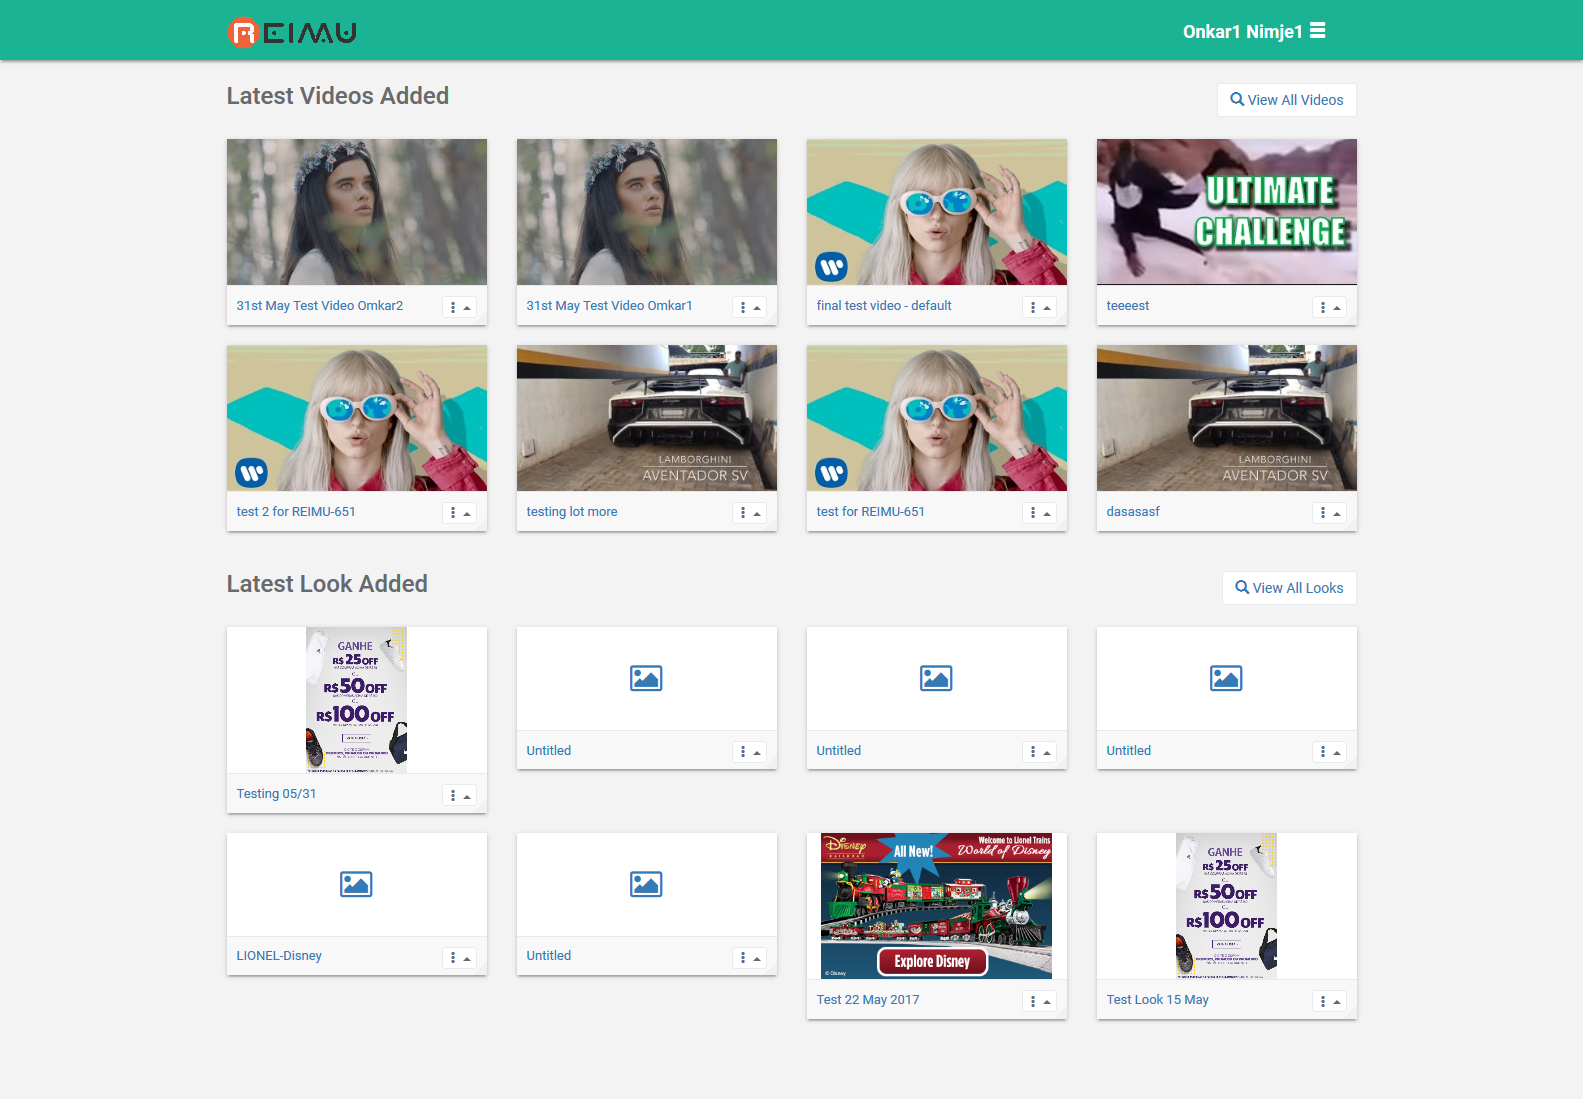 REIMU
Onkar1 Nimje1
Latest Videos Added
View All Videos
ULTIMATE
CHALLENGE
31st May Test Video Omkar2
31st May Test Video Omkar1
final test video - default
teeeest
LAMBORGHINI
AVENTADOR SV
LAMBORGHINI
AVENTADOR SV
test 2 for REIMU-651
testing lot more
test for REIMU-651
dasasasf
Latest Look Added
View All Looks
GANHE
R$25OFF
R$50OFF
R$100OFF
Untitled
Untitled
Untitled
Testing 05/31
Disney
All New!
Welcome to Lionel Trains
World of Disney
Explore Disney
© Disney
GANHE
R$25OFF
R$50OFF
R$100OFF
LIONEL-Disney
Untitled
Test 22 May 2017
Test Look 15 May